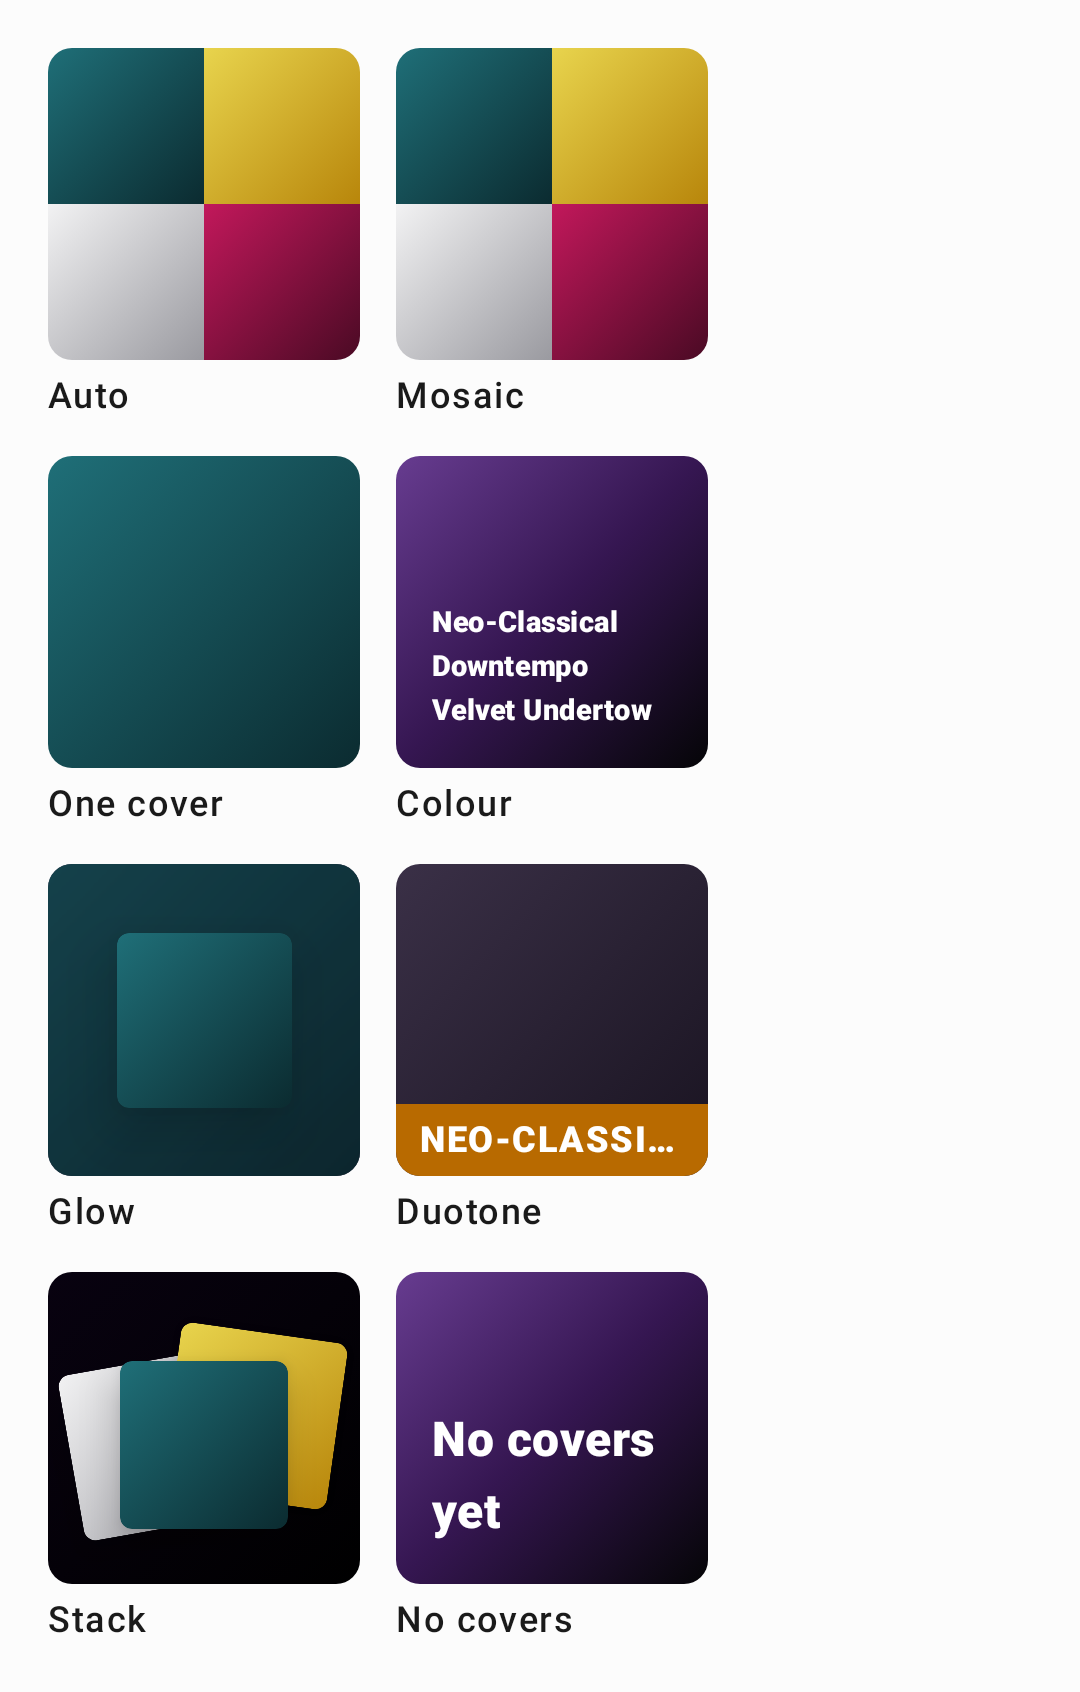 Auto
Mosaic
Neo-Classical
Downtempo
Velvet Undertow
One cover
Colour
NEO-CLASSI…
Glow
Duotone
No covers
yet
Stack
No covers